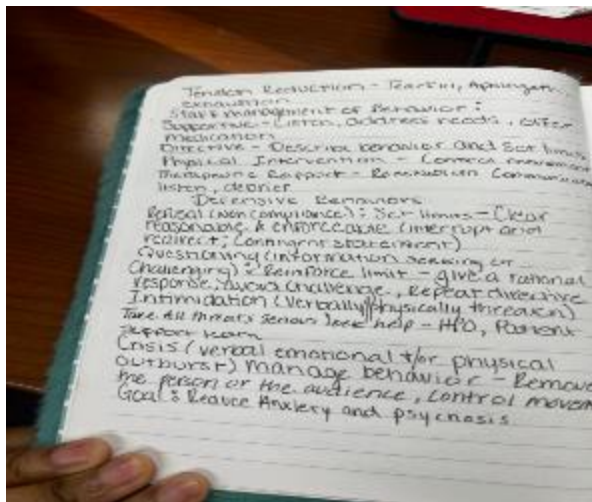 Tension Reduction - Tearful, Apologetic,
exhaustion
Staff management of Behavior:
Supportive - Listen, address needs, offer
medication
Directive - Describe behavior and set limits
Physical Intervention - Control movement
Therapeutic Rapport - Reestablish Communication
listen, debrief
Defensive Behaviors
Refusal (Non compliance): Set limits - Clear
reasonable & enforceable (interrupt and
redirect; Contingent statement)
Questioning (information seeking or
Challenging): Reinforce limit - give a rational
response, avoid challenge, Repeat directive
Intimidation (Verbally/physically threaten)
Take All threats serious seek help - HPO, Patient
support team
Crisis (verbal emotional +/or physical
outburst) Manage behavior - Remove
the person or the audience, control movem
Goal: Reduce Anxiety and psychosis.